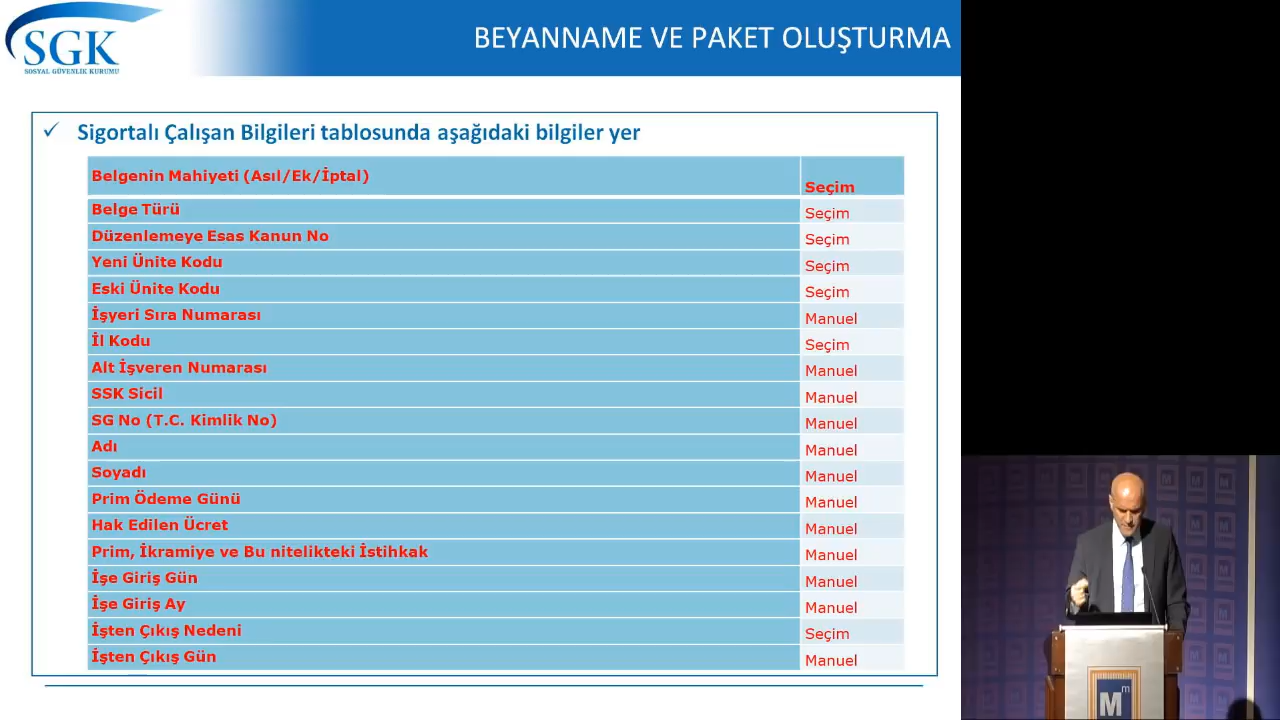 SGK
SOSYAL GÜVENLİK KURUMU
BEYANNAME VE PAKET OLUŞTURMA
✓ Sigortalı Çalışan Bilgileri tablosunda aşağıdaki bilgiler yer
Belgenin Mahiyeti (Asıl/Ek/İptal) Seçim
Belge Türü Seçim
Düzenlemeye Esas Kanun No Seçim
Yeni Ünite Kodu Seçim
Eski Ünite Kodu Seçim
İşyeri Sıra Numarası Manuel
İl Kodu Seçim
Alt İşveren Numarası Manuel
SSK Sicil Manuel
SG No (T.C. Kimlik No) Manuel
Adı Manuel
Soyadı Manuel
Prim Ödeme Günü Manuel
Hak Edilen Ücret Manuel
Prim, İkramiye ve Bu nitelikteki İstihkak Manuel
İşe Giriş Gün Manuel
İşe Giriş Ay Manuel
İşten Çıkış Nedeni Seçim
İşten Çıkış Gün Manuel
M
M
M m